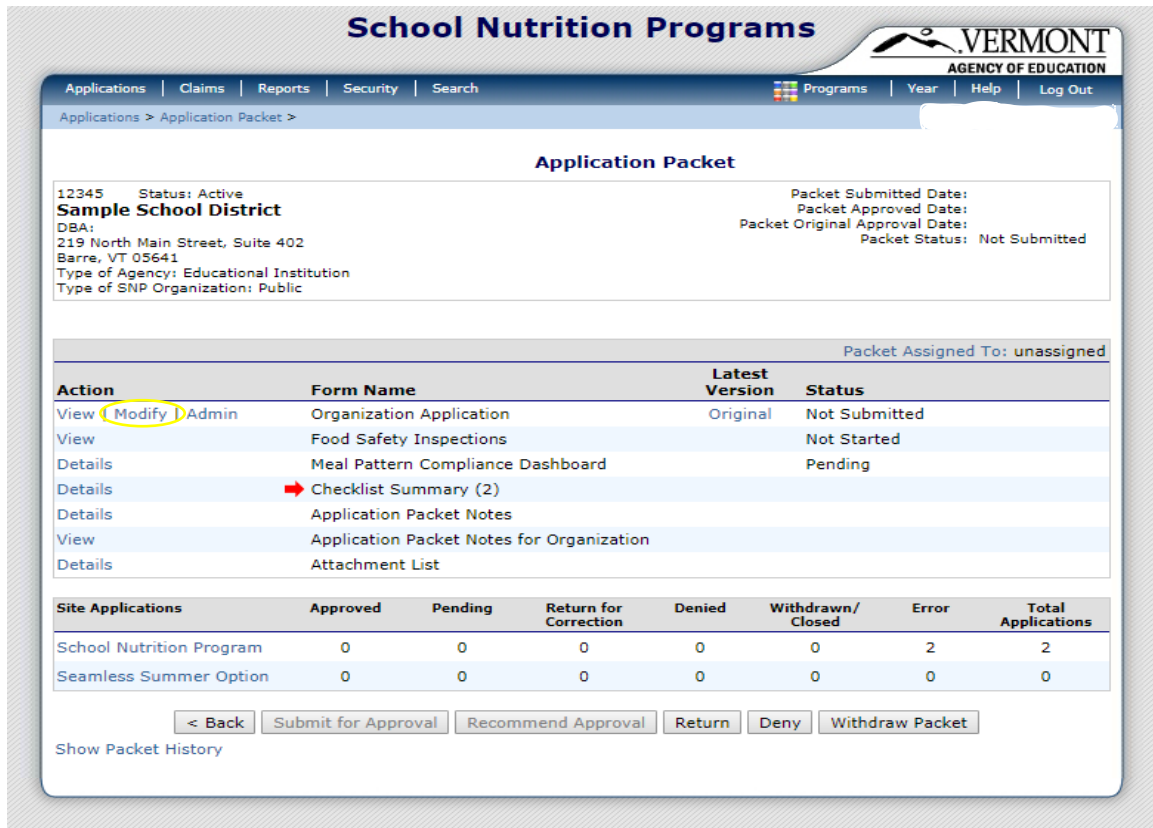 School Nutrition Programs
VERMONT
AGENCY OF EDUCATION
Applications | Claims | Reports | Security | Search Programs | Year | Help | Log Out
Applications > Application Packet >
Application Packet
12345 Status: Active
Sample School District
DBA:
219 North Main Street, Suite 402
Barre, VT 05641
Type of Agency: Educational Institution
Type of SNP Organization: Public
Packet Submitted Date:
Packet Approved Date:
Packet Original Approval Date:
Packet Status: Not Submitted
Packet Assigned To: unassigned
Action Form Name Latest Version Status
View | Modify | Admin Organization Application Original Not Submitted
View Food Safety Inspections Not Started
Details Meal Pattern Compliance Dashboard Pending
Details Checklist Summary (2)
Details Application Packet Notes
View Application Packet Notes for Organization
Details Attachment List
Site Applications Approved Pending Return for Correction Denied Withdrawn/ Closed Error Total Applications
School Nutrition Program 0 0 0 0 0 2 2
Seamless Summer Option 0 0 0 0 0 0 0
< Back Submit for Approval Recommend Approval Return Deny Withdraw Packet
Show Packet History